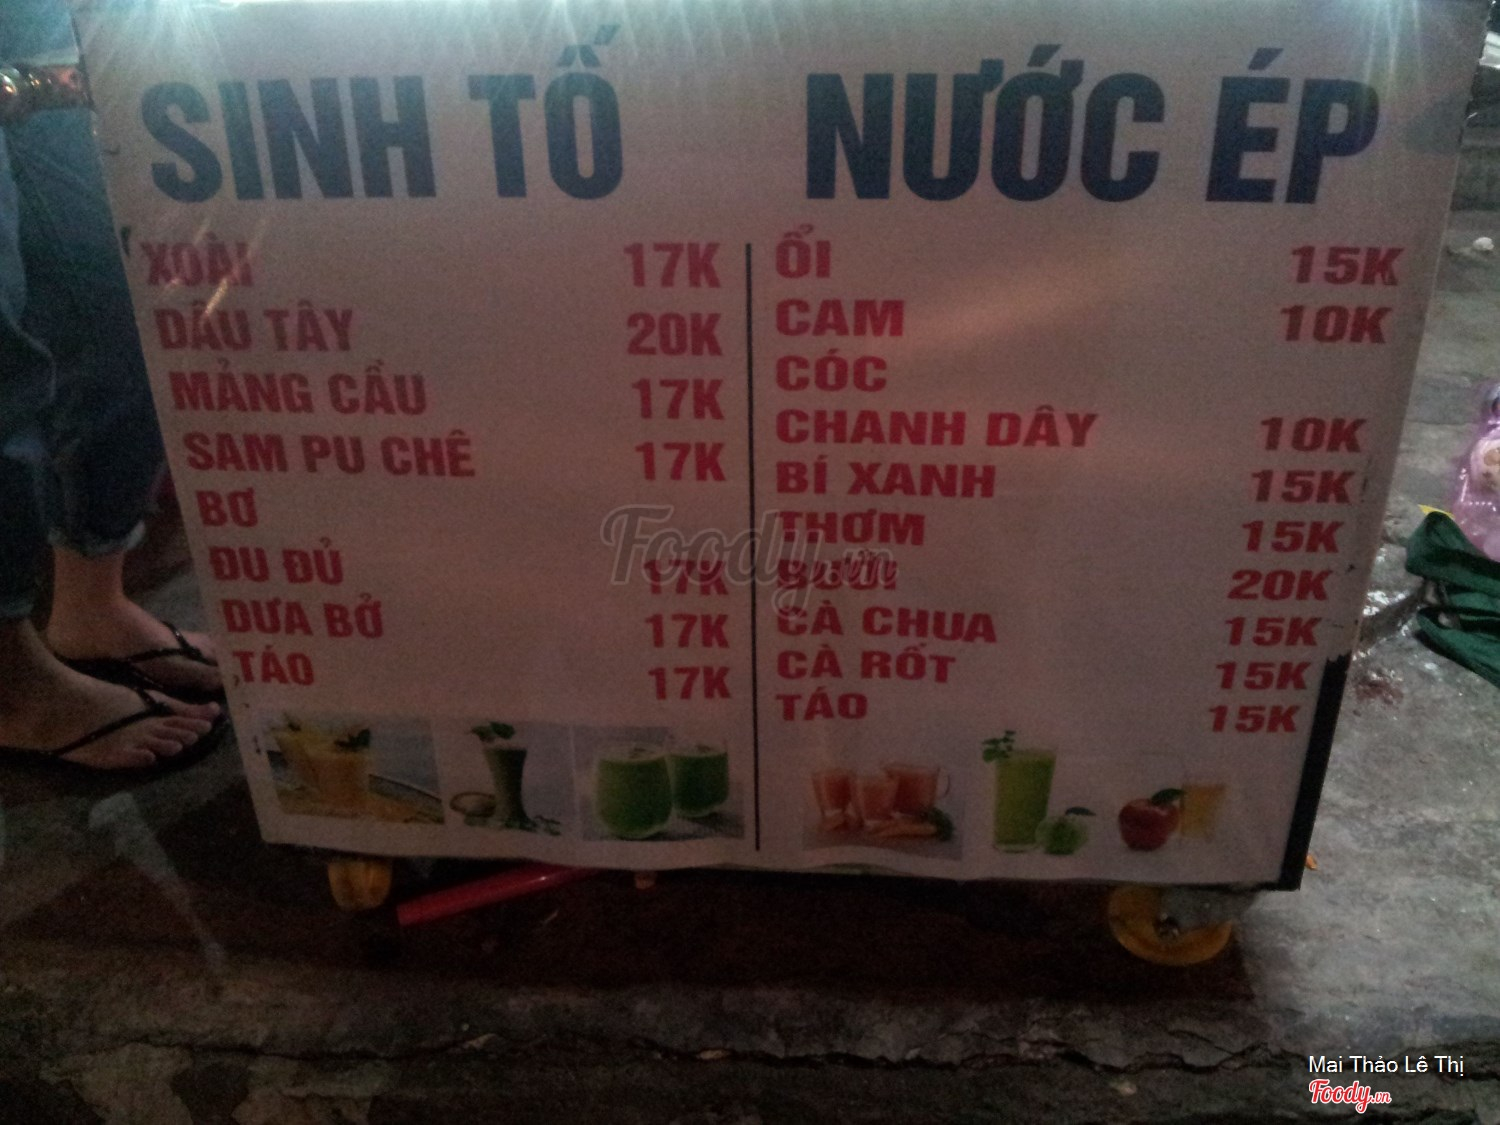 SINH TỐ
XOÀI 17K
DÂU TÂY 20K
MẢNG CẦU 17K
SAM PU CHÊ 17K
BƠ
ĐU ĐỦ 17K
DƯA BỞ 17K
TÁO 17K
NƯỚC ÉP
ỔI 15K
CAM 10K
CÓC
CHANH DÂY 10K
BÍ XANH 15K
THƠM 15K
BƯỞI 20K
CÀ CHUA 15K
CÀ RỐT 15K
TÁO 15K
Foody.vn
Mai Thảo Lê Thị
Foody.vn